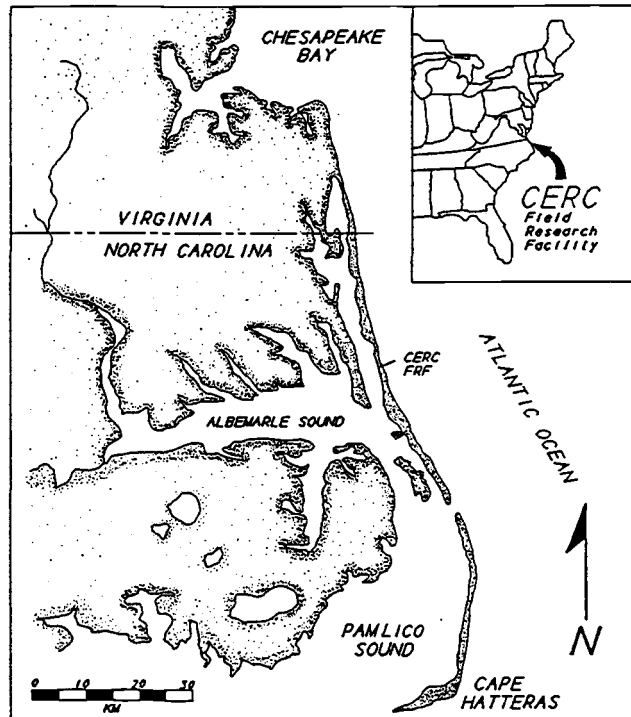 CHESAPEAKE
BAY
CERC
Field
Research
Facility
VIRGINIA
NORTH CAROLINA
CERC
FRF
ATLANTIC OCEAN
ALBEMARLE SOUND
PAMLICO
SOUND
N
CAPE
HATTERAS
0 10 20 30
KM